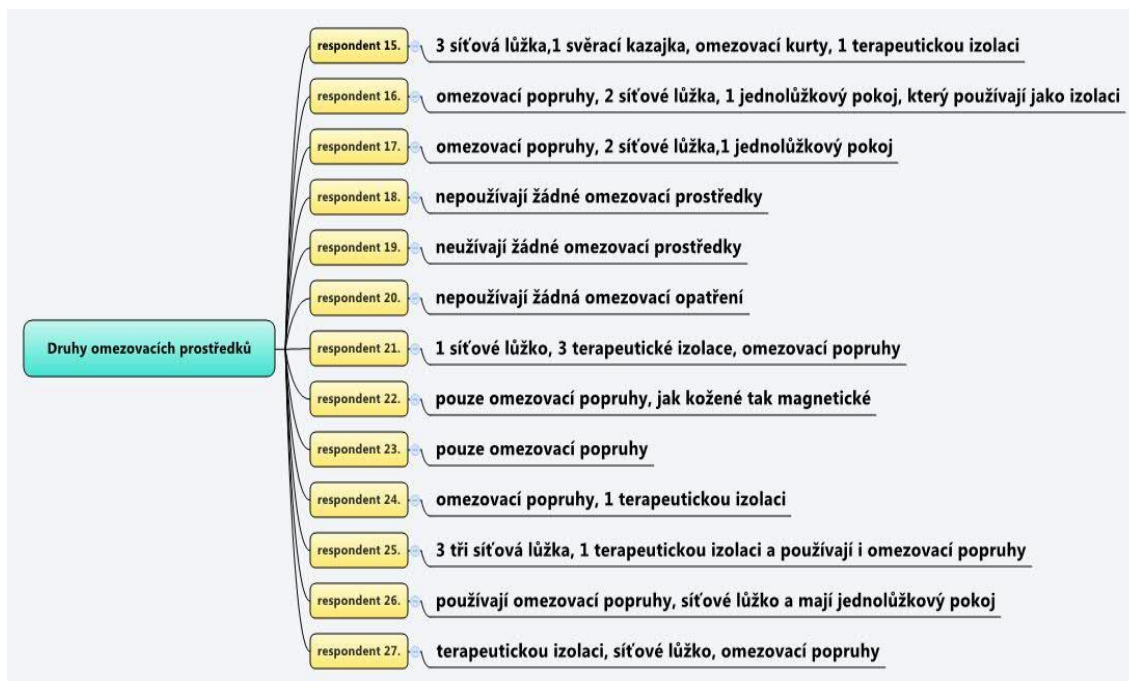 respondent 15. 3 síťová lůžka,1 svěrací kazajka, omezovací kurty, 1 terapeutickou izolaci
respondent 16. omezovací popruhy, 2 síťové lůžka, 1 jednolůžkový pokoj, který používají jako izolaci
respondent 17. omezovací popruhy, 2 síťové lůžka,1 jednolůžkový pokoj
respondent 18. nepoužívají žádné omezovací prostředky
respondent 19. neužívají žádné omezovací prostředky
respondent 20. nepoužívají žádná omezovací opatření
Druhy omezovacích prostředků
respondent 21. 1 síťové lůžko, 3 terapeutické izolace, omezovací popruhy
respondent 22. pouze omezovací popruhy, jak kožené tak magnetické
respondent 23. pouze omezovací popruhy
respondent 24. omezovací popruhy, 1 terapeutickou izolaci
respondent 25. 3 tři síťová lůžka, 1 terapeutickou izolaci a používají i omezovací popruhy
respondent 26. používají omezovací popruhy, síťové lůžko a mají jednolůžkový pokoj
respondent 27. terapeutickou izolaci, síťové lůžko, omezovací popruhy